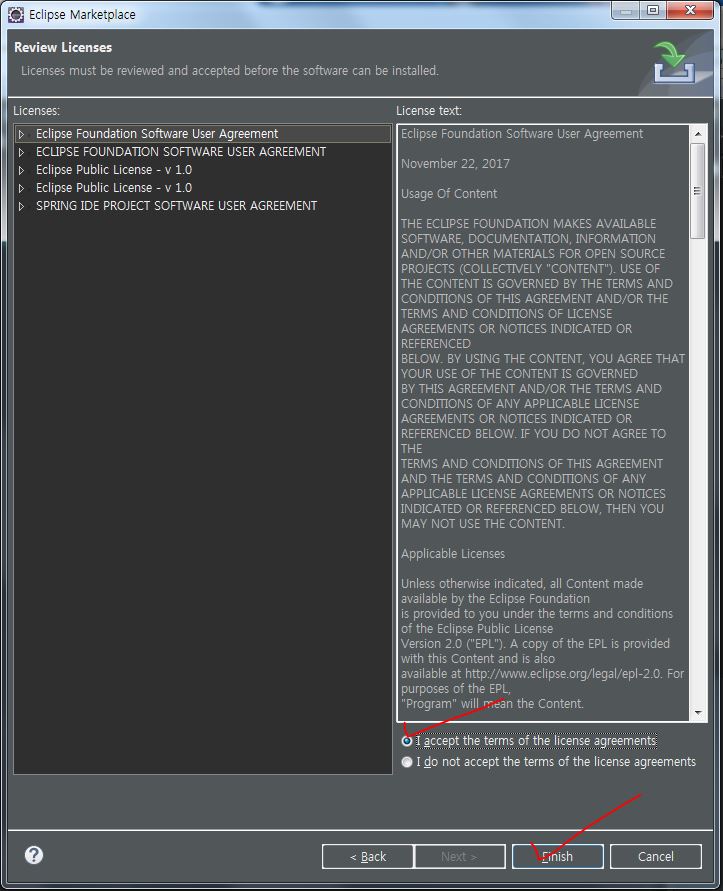 Eclipse Marketplace
Review Licenses
Licenses must be reviewed and accepted before the software can be installed.
Licenses:
Eclipse Foundation Software User Agreement
ECLIPSE FOUNDATION SOFTWARE USER AGREEMENT
Eclipse Public License - v 1.0
Eclipse Public License - v 1.0
SPRING IDE PROJECT SOFTWARE USER AGREEMENT
License text:
Eclipse Foundation Software User Agreement
November 22, 2017
Usage Of Content
THE ECLIPSE FOUNDATION MAKES AVAILABLE
SOFTWARE, DOCUMENTATION, INFORMATION
AND/OR OTHER MATERIALS FOR OPEN SOURCE
PROJECTS (COLLECTIVELY "CONTENT"). USE OF
THE CONTENT IS GOVERNED BY THE TERMS AND
CONDITIONS OF THIS AGREEMENT AND/OR THE
TERMS AND CONDITIONS OF LICENSE
AGREEMENTS OR NOTICES INDICATED OR
REFERENCED
BELOW. BY USING THE CONTENT, YOU AGREE THAT
YOUR USE OF THE CONTENT IS GOVERNED
BY THIS AGREEMENT AND/OR THE TERMS AND
CONDITIONS OF ANY APPLICABLE LICENSE
AGREEMENTS OR NOTICES INDICATED OR
REFERENCED BELOW. IF YOU DO NOT AGREE TO
THE
TERMS AND CONDITIONS OF THIS AGREEMENT
AND THE TERMS AND CONDITIONS OF ANY
APPLICABLE LICENSE AGREEMENTS OR NOTICES
INDICATED OR REFERENCED BELOW, THEN YOU
MAY NOT USE THE CONTENT.
Applicable Licenses
Unless otherwise indicated, all Content made
available by the Eclipse Foundation
is provided to you under the terms and conditions
of the Eclipse Public License
Version 2.0 ("EPL"). A copy of the EPL is provided
with this Content and is also
available at http://www.eclipse.org/legal/epl-2.0. For
purposes of the EPL,
"Program" will mean the Content.
I accept the terms of the license agreements
I do not accept the terms of the license agreements
< Back
Next >
Finish
Cancel